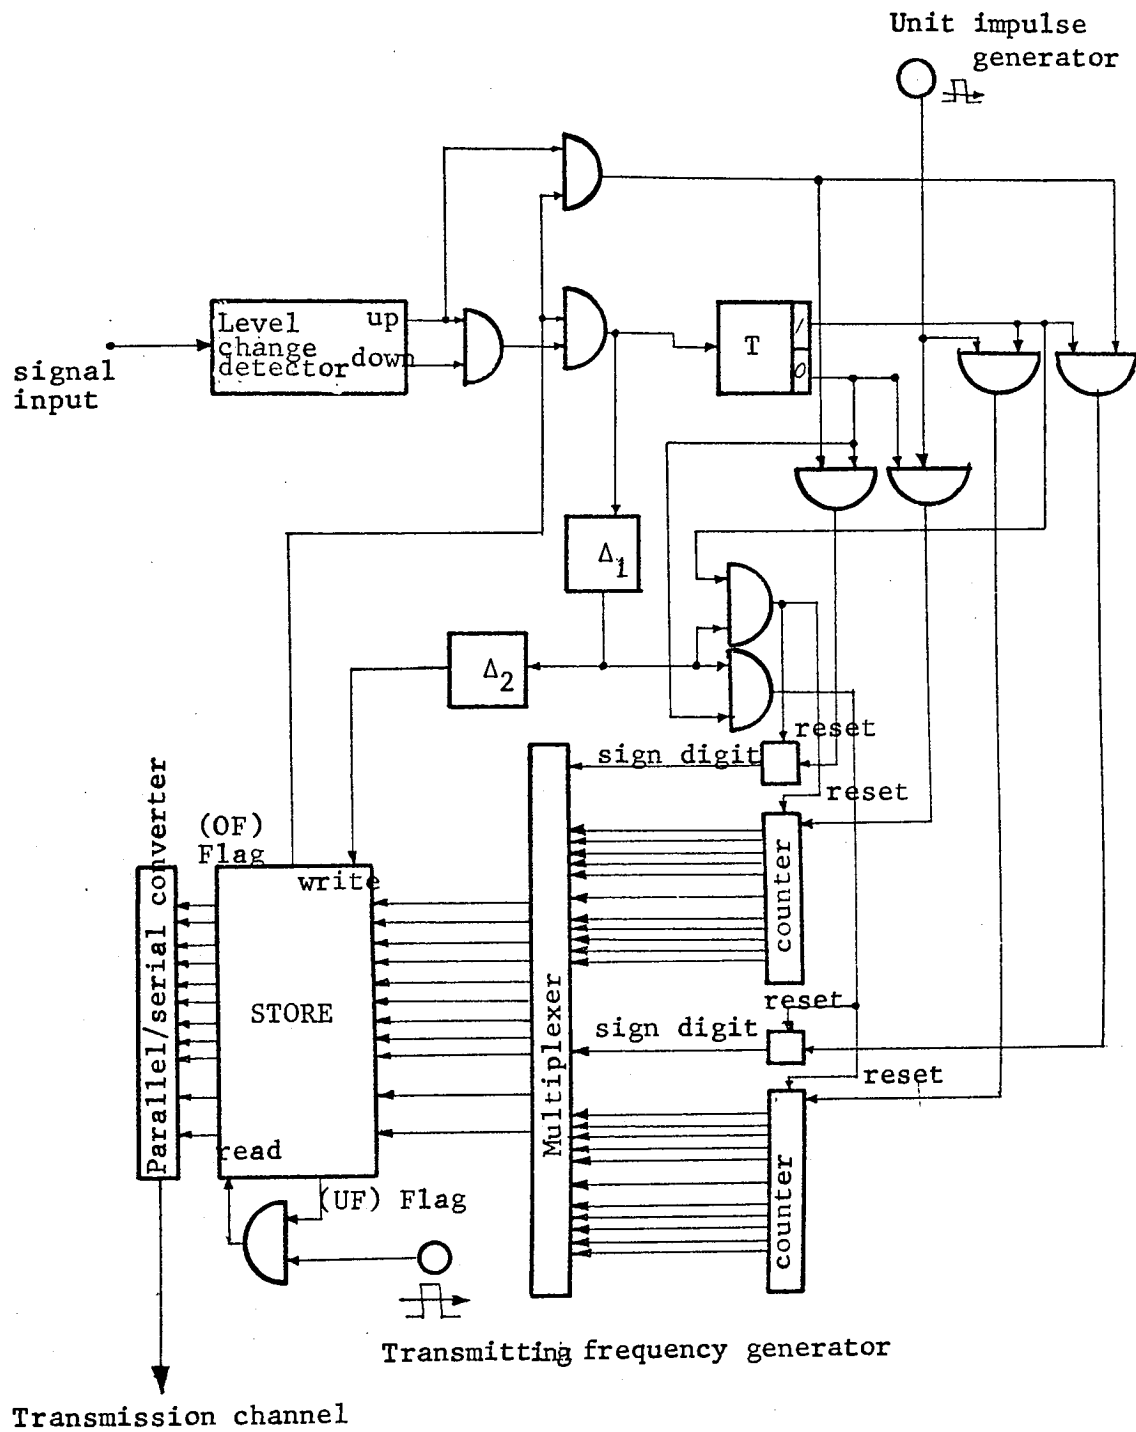 Unit impulse
generator
signal
input
Level
change
detector
up
down
T
1
0
Δ1
Δ2
reset
sign digit
reset
counter
(OF)
Flag
write
STORE
read
(UF) Flag
Parallel/serial converter
Multiplexer
reset
sign digit
reset
counter
Transmitting frequency generator
Transmission channel